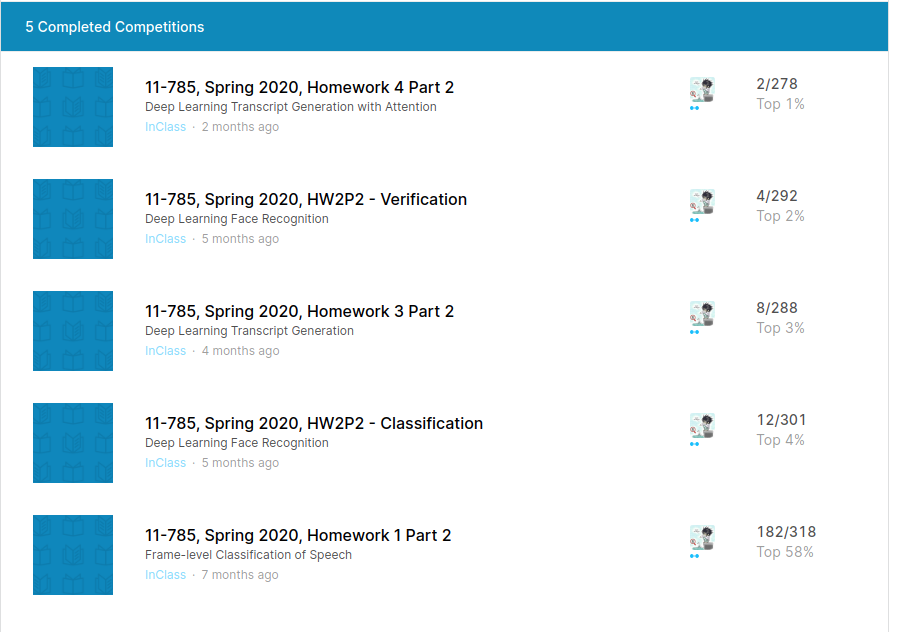 5 Completed Competitions
11-785, Spring 2020, Homework 4 Part 2
Deep Learning Transcript Generation with Attention
InClass · 2 months ago
2/278
Top 1%
11-785, Spring 2020, HW2P2 - Verification
Deep Learning Face Recognition
InClass · 5 months ago
4/292
Top 2%
11-785, Spring 2020, Homework 3 Part 2
Deep Learning Transcript Generation
InClass · 4 months ago
8/288
Top 3%
11-785, Spring 2020, HW2P2 - Classification
Deep Learning Face Recognition
InClass · 5 months ago
12/301
Top 4%
11-785, Spring 2020, Homework 1 Part 2
Frame-level Classification of Speech
InClass · 7 months ago
182/318
Top 58%